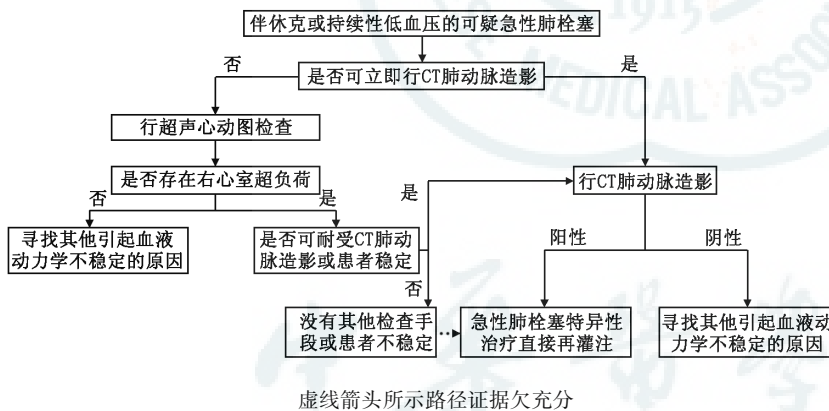 伴休克或持续性低血压的可疑急性肺栓塞
否
是否可立即行CT肺动脉造影
是
行超声心动图检查
是否存在右心室超负荷
行CT肺动脉造影
否
是
是
寻找其他引起血液
动力学不稳定的原因
是否可耐受CT肺动
脉造影或患者稳定
阳性
阴性
否
没有其他检查手
段或患者不稳定
急性肺栓塞特异性
治疗直接再灌注
寻找其他引起血液动
力学不稳定的原因
虚线箭头所示路径证据欠充分
1915
MEDICAL ASSO